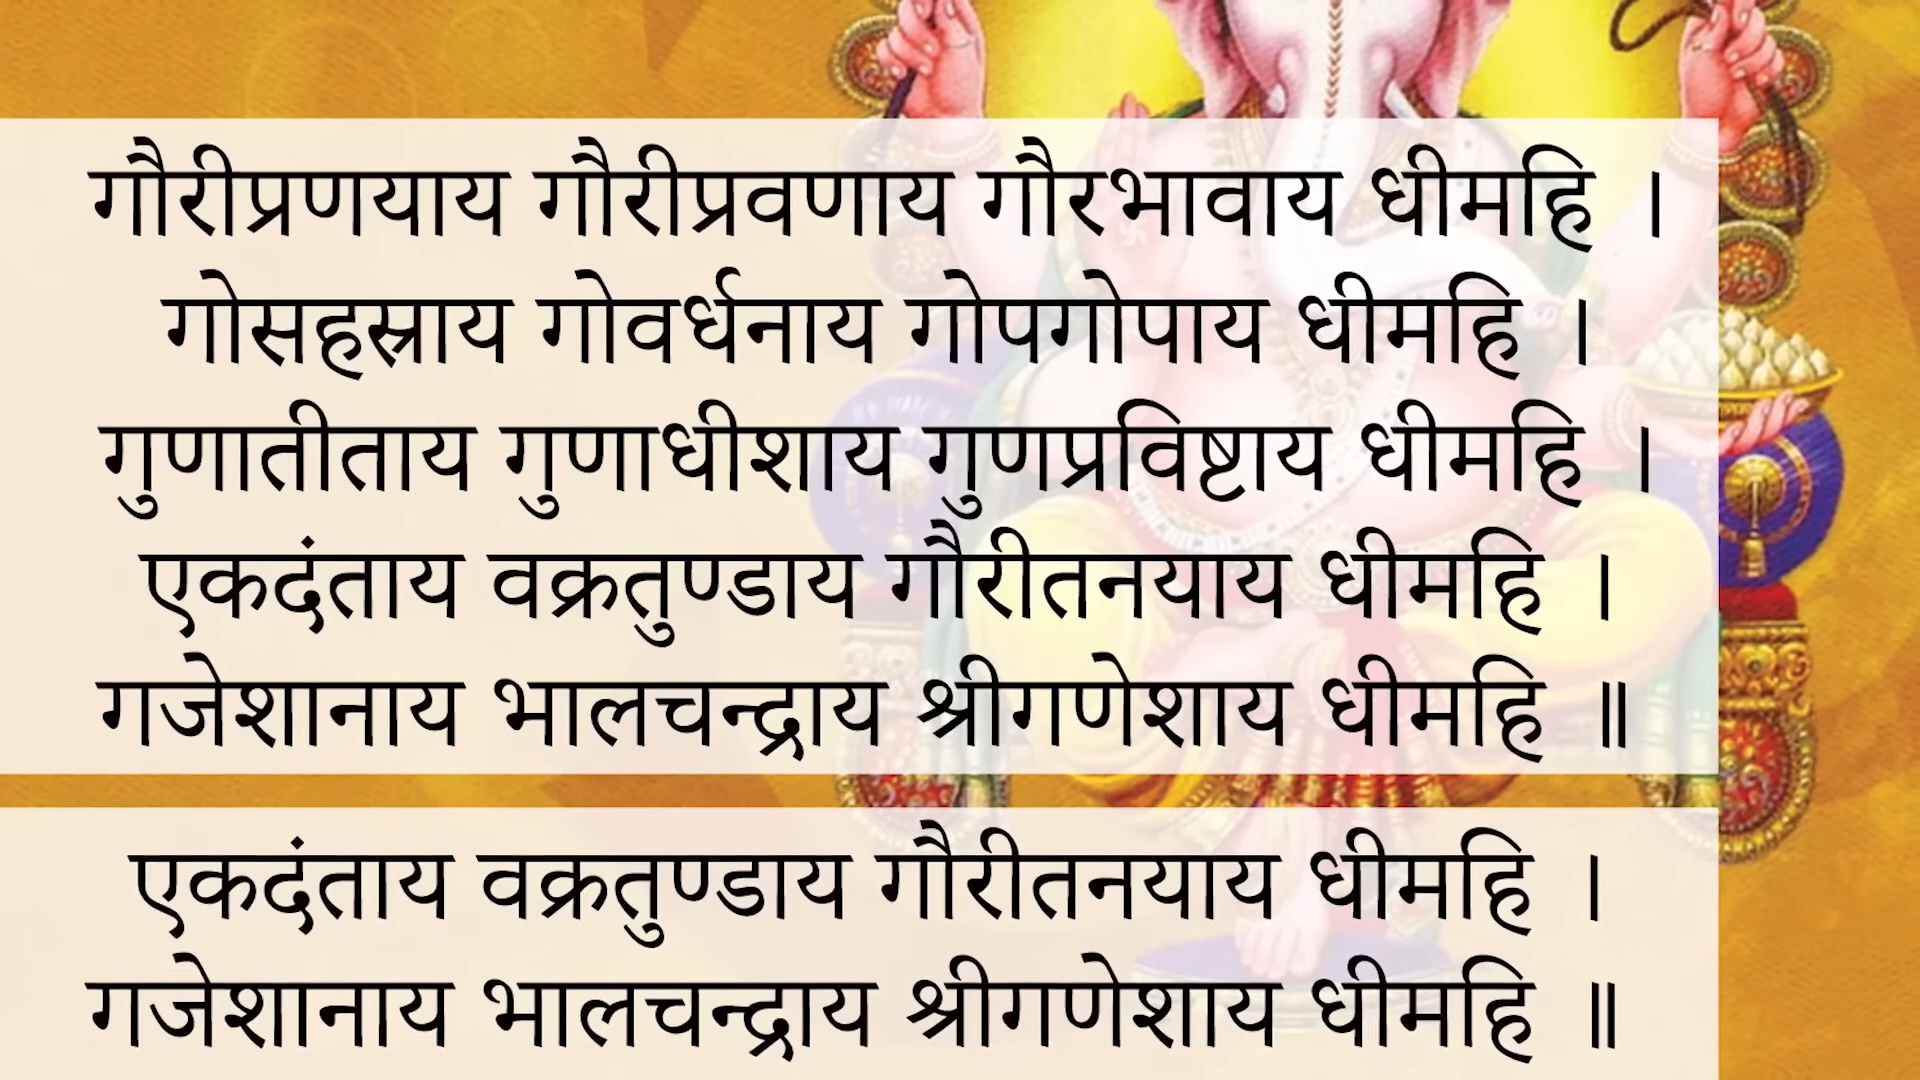 गौरीप्रणयाय गौरीप्रवणाय गौरभावाय धीमहि ।
गोसहस्राय गोवर्धनाय गोपगोपाय धीमहि ।
गुणातीताय गुणाधीशाय गुणप्रविष्टाय धीमहि ।
एकदंताय वक्रतुण्डाय गौरीतनयाय धीमहि ।
गजेशानाय भालचन्द्राय श्रीगणेशाय धीमहि ॥
एकदंताय वक्रतुण्डाय गौरीतनयाय धीमहि ।
गजेशानाय भालचन्द्राय श्रीगणेशाय धीमहि ॥